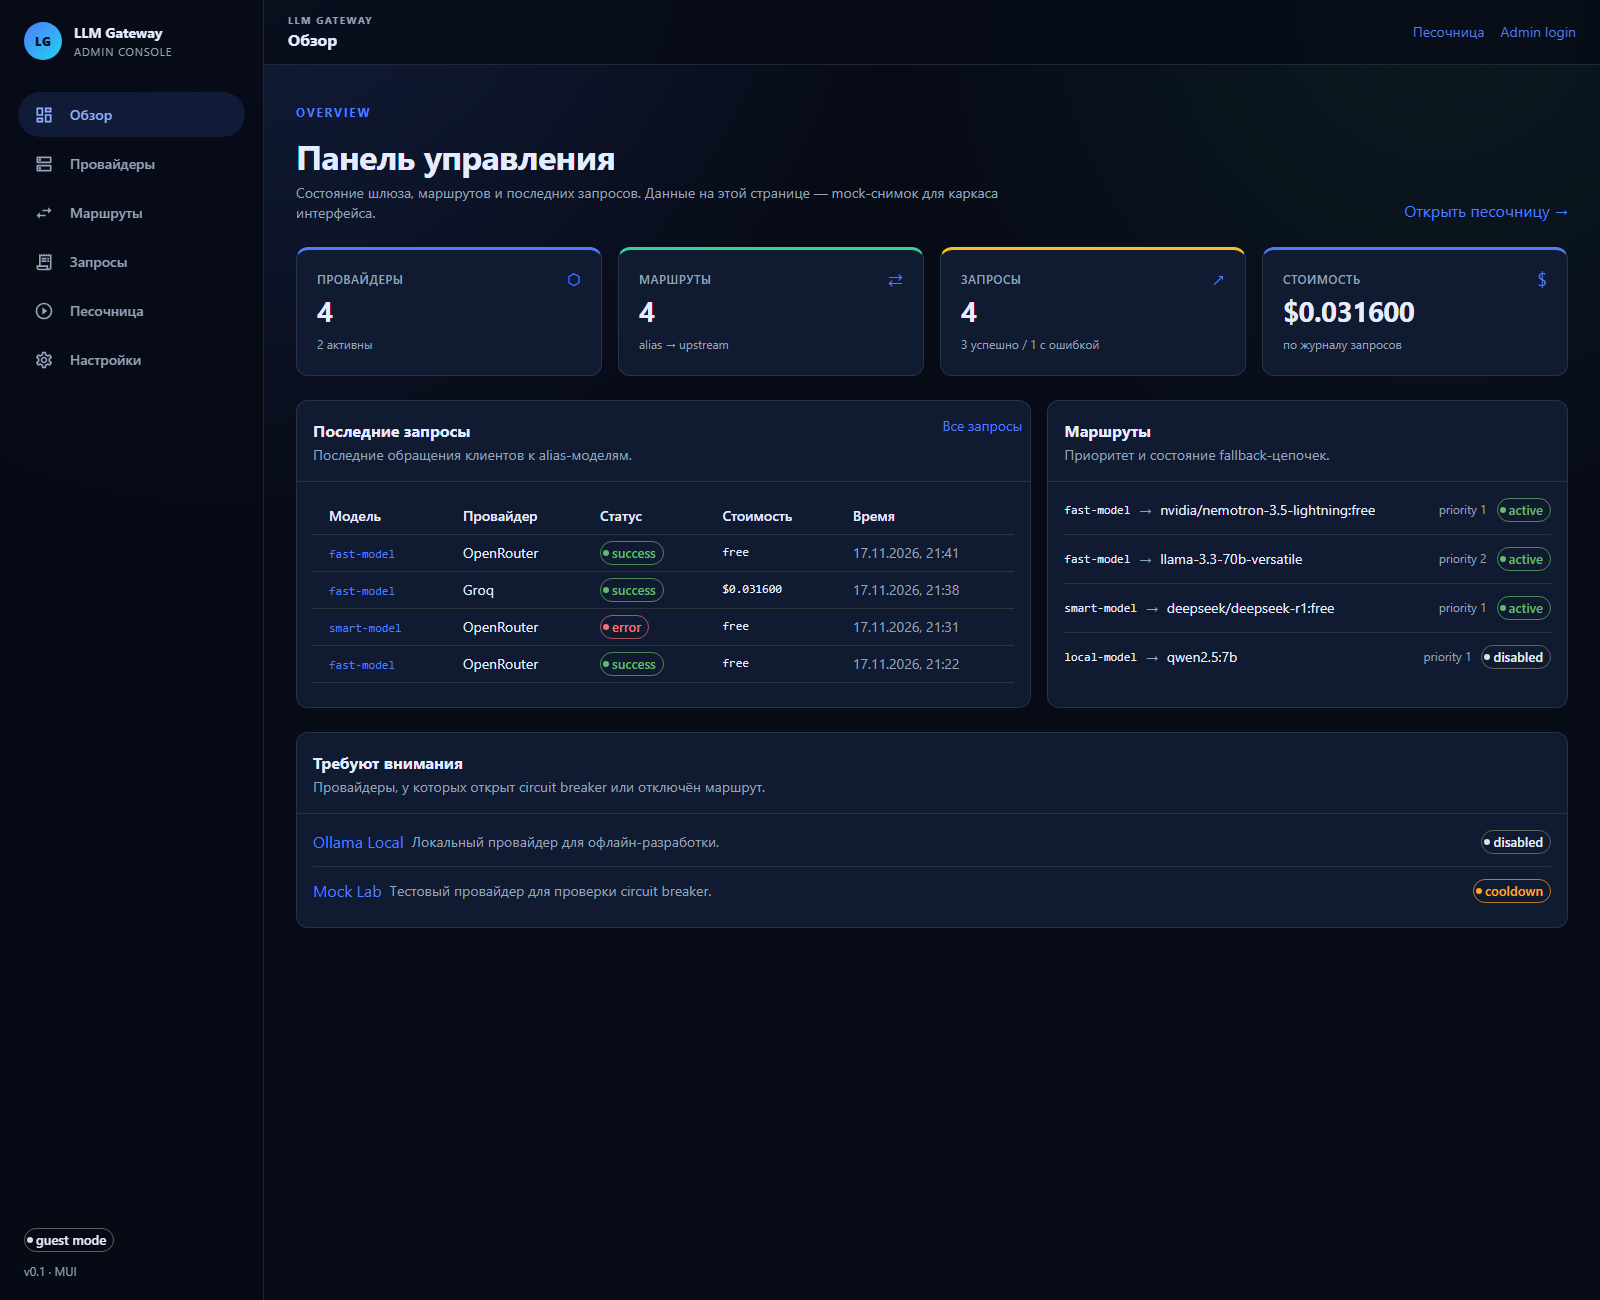 LG
LLM Gateway
ADMIN CONSOLE
Обзор
Провайдеры
Маршруты
Запросы
Песочница
Настройки
guest mode
v0.1 · MUI
LLM GATEWAY
Обзор
Песочница Admin login
OVERVIEW
Панель управления
Состояние шлюза, маршрутов и последних запросов. Данные на этой странице — mock-снимок для каркаса
интерфейса.
Открыть песочницу →
ПРОВАЙДЕРЫ
4
2 активны
МАРШРУТЫ ⇄
4
alias → upstream
ЗАПРОСЫ ↗
4
3 успешно / 1 с ошибкой
СТОИМОСТЬ $
$0.031600
по журналу запросов
Последние запросы Все запросы
Последние обращения клиентов к alias-моделям.
Модель Провайдер Статус Стоимость Время
fast-model OpenRouter success free 17.11.2026, 21:41
fast-model Groq success $0.031600 17.11.2026, 21:38
smart-model OpenRouter error free 17.11.2026, 21:31
fast-model OpenRouter success free 17.11.2026, 21:22
Маршруты
Приоритет и состояние fallback-цепочек.
fast-model → nvidia/nemotron-3.5-lightning:free priority 1 active
fast-model → llama-3.3-70b-versatile priority 2 active
smart-model → deepseek/deepseek-r1:free priority 1 active
local-model → qwen2.5:7b priority 1 disabled
Требуют внимания
Провайдеры, у которых открыт circuit breaker или отключён маршрут.
Ollama Local Локальный провайдер для офлайн-разработки. disabled
Mock Lab Тестовый провайдер для проверки circuit breaker. cooldown